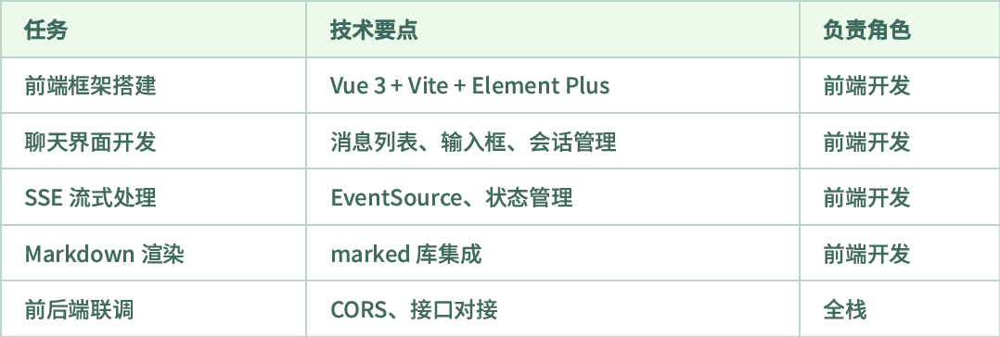 任务 技术要点 负责角色
前端框架搭建 Vue 3 + Vite + Element Plus 前端开发
聊天界面开发 消息列表、输入框、会话管理 前端开发
SSE 流式处理 EventSource、状态管理 前端开发
Markdown 渲染 marked 库集成 前端开发
前后端联调 CORS、接口对接 全栈